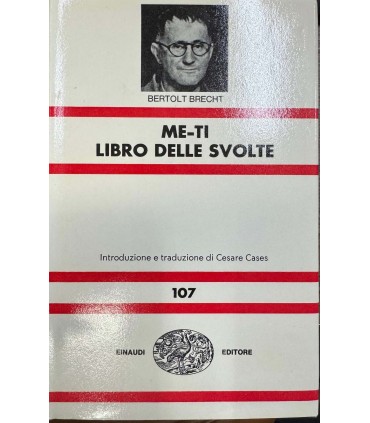 BERTOLT BRECHT
ME-TI
LIBRO DELLE SVOLTE
Introduzione e traduzione di Cesare Cases
107
EINAUDI EDITORE